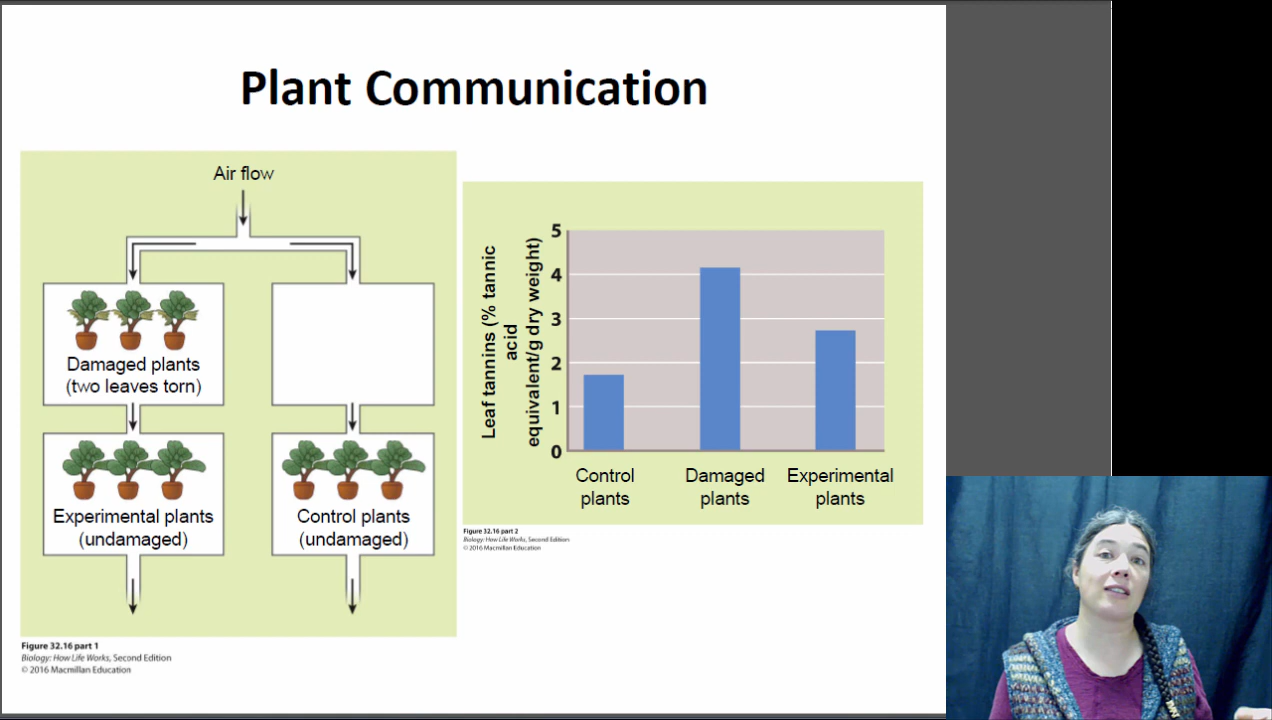 Plant Communication
Air flow
Damaged plants
(two leaves torn)
Experimental plants
(undamaged)
Control plants
(undamaged)
Figure 32.16 part 1
Biology: How Life Works, Second Edition
© 2016 Macmillan Education
Leaf tannins (% tannic
acid
equivalent/g dry weight)
5
4
3
2
1
0
Control
plants
Damaged
plants
Experimental
plants
Figure 32.16 part 2
Biology: How Life Works, Second Edition
© 2016 Macmillan Education